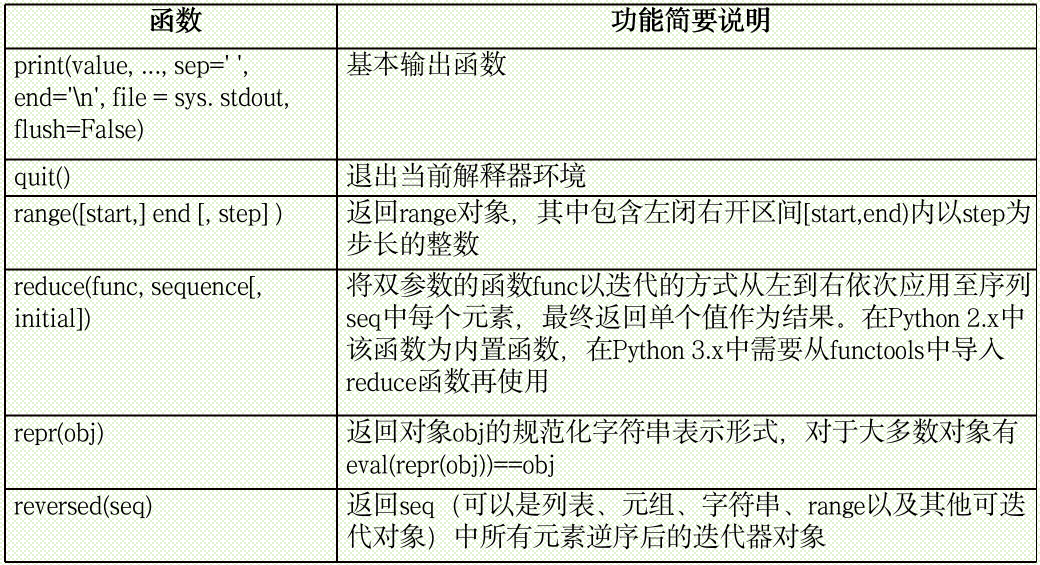 函数 功能简要说明
print(value, ..., sep=' ', 基本输出函数
end='\n', file = sys. stdout,
flush=False)
quit() 退出当前解释器环境
range([start,] end [, step] ) 返回range对象，其中包含左闭右开区间[start,end)内以step为
步长的整数
reduce(func, sequence[, 将双参数的函数func以迭代的方式从左到右依次应用至序列
initial]) seq中每个元素，最终返回单个值作为结果。在Python 2.x中
该函数为内置函数，在Python 3.x中需要从functools中导入
reduce函数再使用
repr(obj) 返回对象obj的规范化字符串表示形式，对于大多数对象有
eval(repr(obj))==obj
reversed(seq) 返回seq（可以是列表、元组、字符串、range以及其他可迭
代对象）中所有元素逆序后的迭代器对象